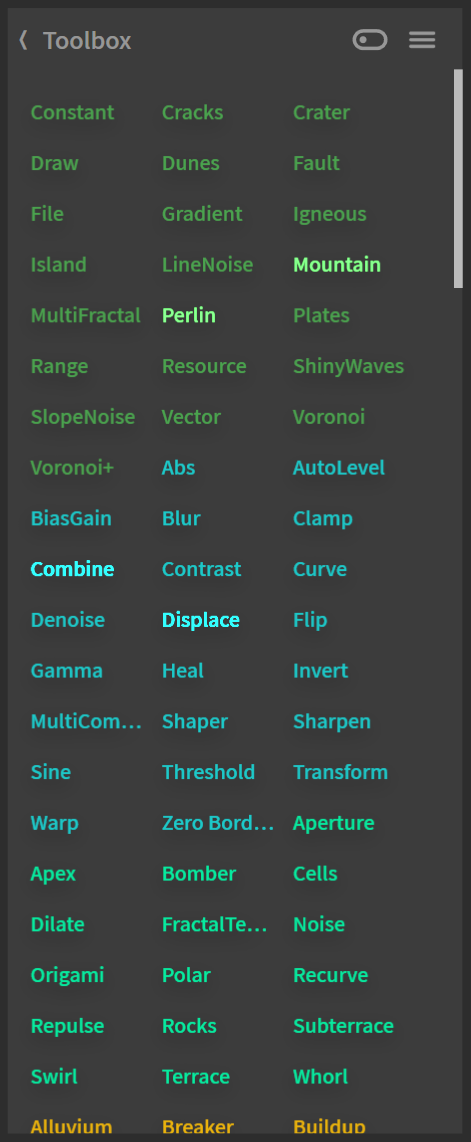 Toolbox
Constant Cracks Crater
Draw Dunes Fault
File Gradient Igneous
Island LineNoise Mountain
MultiFractal Perlin Plates
Range Resource ShinyWaves
SlopeNoise Vector Voronoi
Voronoi+ Abs AutoLevel
BiasGain Blur Clamp
Combine Contrast Curve
Denoise Displace Flip
Gamma Heal Invert
MultiCom... Shaper Sharpen
Sine Threshold Transform
Warp Zero Bord... Aperture
Apex Bomber Cells
Dilate FractalTe... Noise
Origami Polar Recurve
Repulse Rocks Subterrace
Swirl Terrace Whorl
Alluvium Breaker Buildup